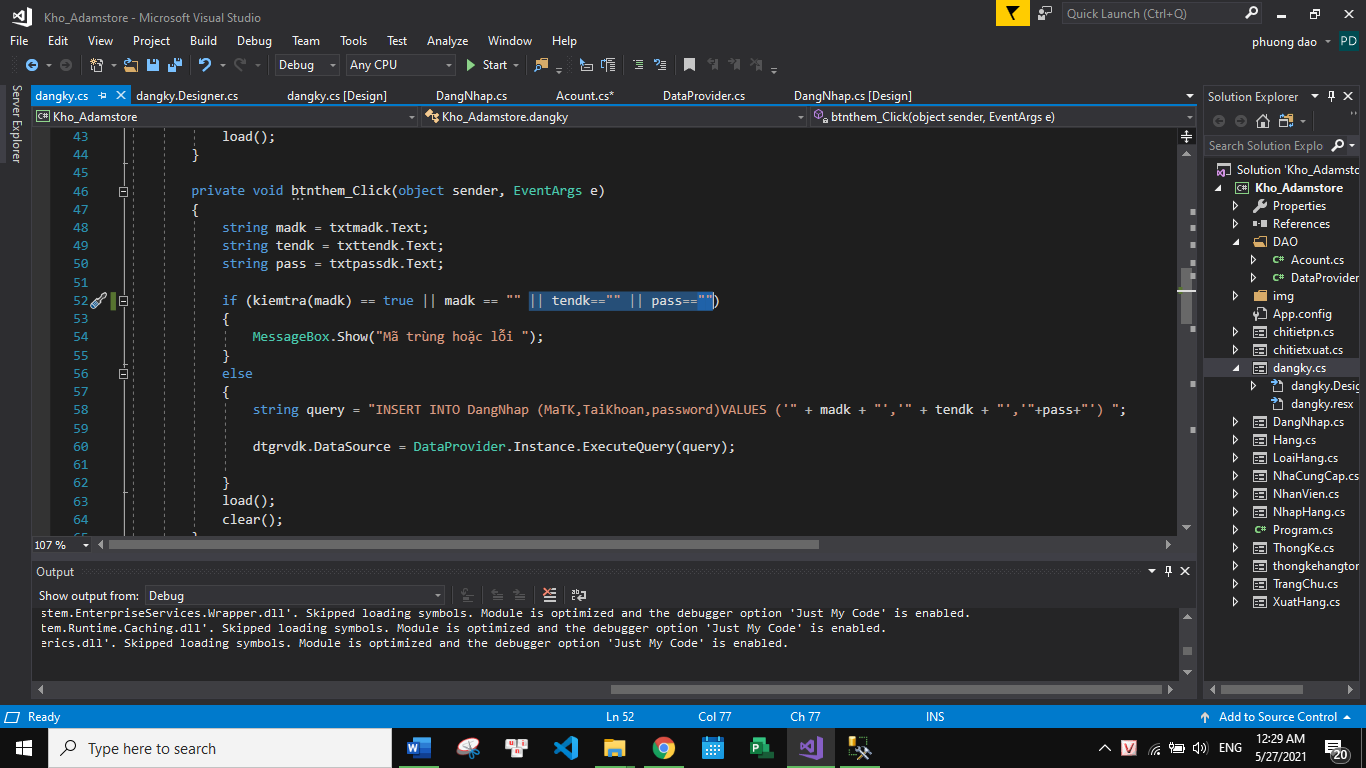 Kho_Adamstore - Microsoft Visual Studio
Quick Launch (Ctrl+Q)
File Edit View Project Build Debug Team Tools Test Analyze Window Help
phuong dao PD
Debug Any CPU Start
Server Explorer
dangky.cs dangky.Designer.cs dangky.cs [Design] DangNhap.cs Acount.cs* DataProvider.cs DangNhap.cs [Design]
Kho_Adamstore Kho_Adamstore.dangky btnthem_Click(object sender, EventArgs e)
43 load();
44 }
45
46 private void btnthem_Click(object sender, EventArgs e)
47 {
48 string madk = txtmadk.Text;
49 string tendk = txttendk.Text;
50 string pass = txtpassdk.Text;
51
52 if (kiemtra(madk) == true || madk == "" || tendk=="" || pass=="")
53 {
54 MessageBox.Show("Mã trùng hoặc lỗi ");
55 }
56 else
57 {
58 string query = "INSERT INTO DangNhap (MaTK,TaiKhoan,password)VALUES ('" + madk + "','" + tendk + "','"+pass+"') ";
59
60 dtgrvdk.DataSource = DataProvider.Instance.ExecuteQuery(query);
61
62 }
63 load();
64 clear();
107 %
Output
Show output from: Debug
stem.EnterpriseServices.Wrapper.dll'. Skipped loading symbols. Module is optimized and the debugger option 'Just My Code' is enabled.
tem.Runtime.Caching.dll'. Skipped loading symbols. Module is optimized and the debugger option 'Just My Code' is enabled.
erics.dll'. Skipped loading symbols. Module is optimized and the debugger option 'Just My Code' is enabled.
Solution Explorer
Search Solution Explo
Solution 'Kho_Adamsto
Kho_Adamstore
Properties
References
DAO
Acount.cs
DataProvider
img
App.config
chitietpn.cs
chitietxuat.cs
dangky.cs
dangky.Desig
dangky.resx
DangNhap.cs
Hang.cs
LoaiHang.cs
NhaCungCap.cs
NhanVien.cs
NhapHang.cs
Program.cs
ThongKe.cs
thongkehangton
TrangChu.cs
XuatHang.cs
Ready Ln 52 Col 77 Ch 77 INS Add to Source Control
Type here to search
ENG
12:29 AM
5/27/2021
20